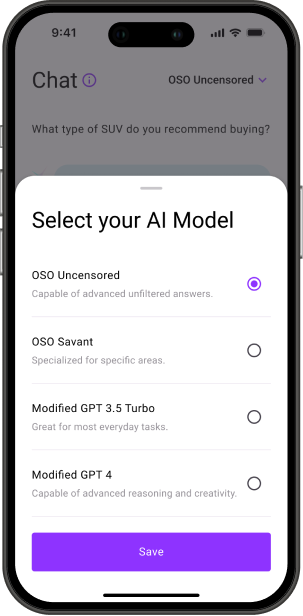 9:41
Chat
OSO Uncensored
What type of SUV do you recommend buying?
Select your AI Model
OSO Uncensored
Capable of advanced unfiltered answers.
OSO Savant
Specialized for specific areas.
Modified GPT 3.5 Turbo
Great for most everyday tasks.
Modified GPT 4
Capable of advanced reasoning and creativity.
Save